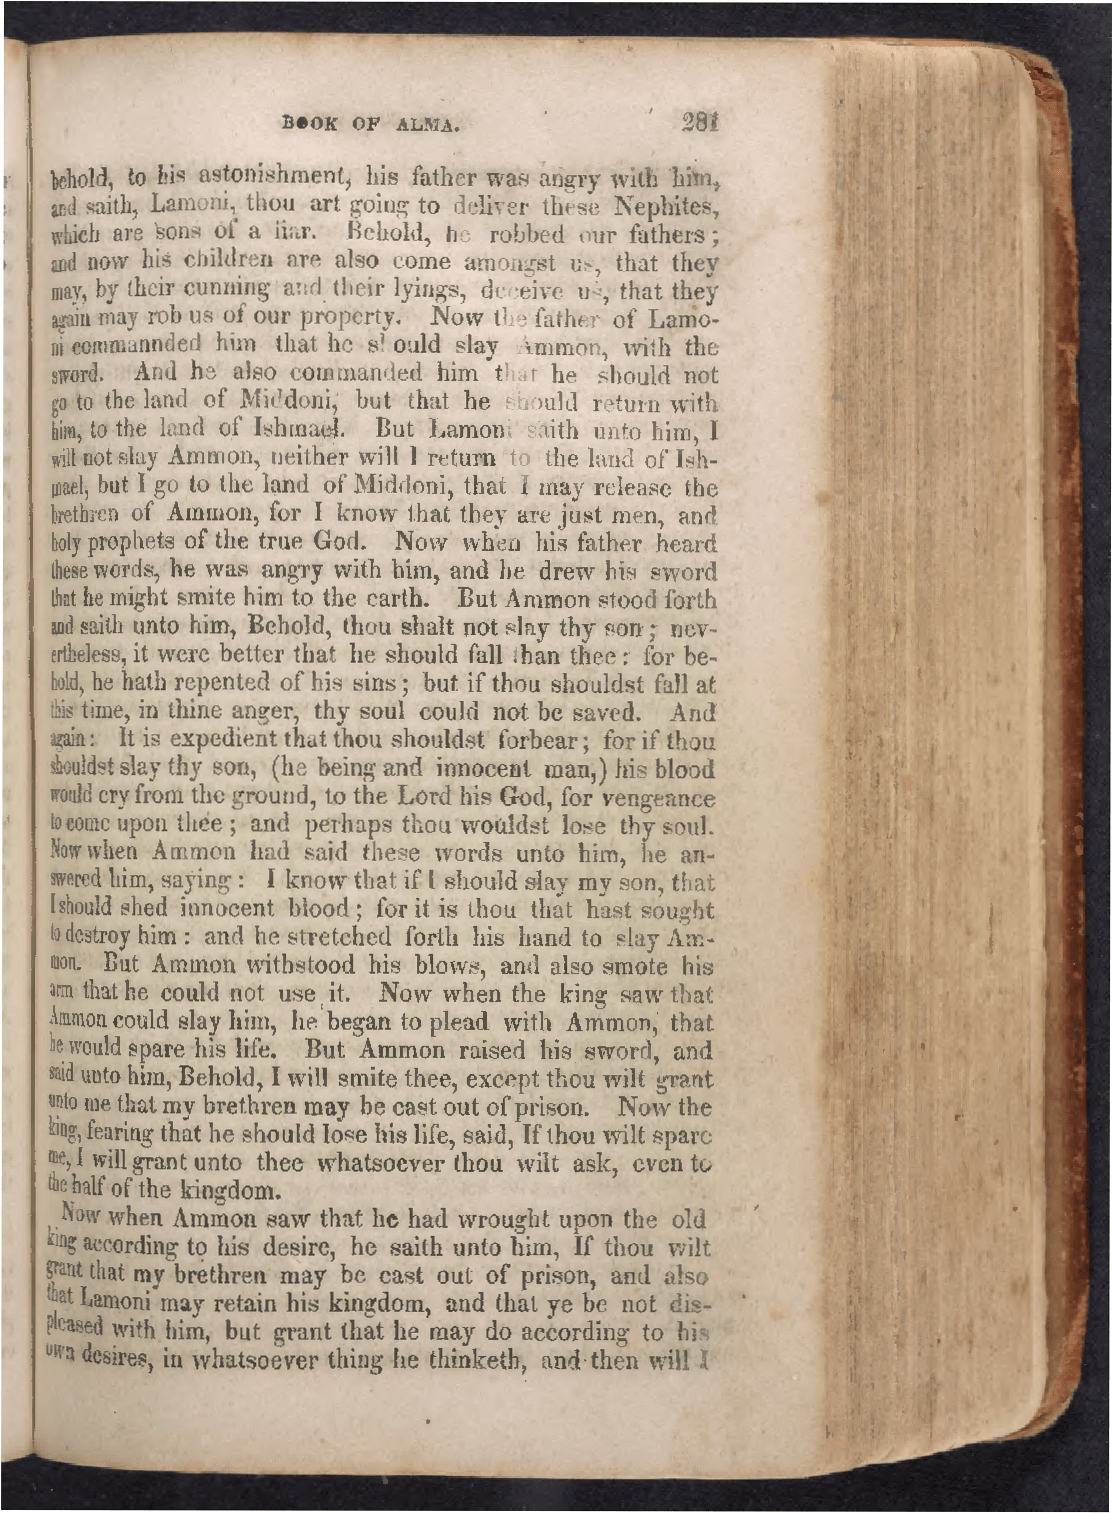 BOOK OF ALMA. 281
behold, to his astonishment, his father was angry with him,
and saith, Lamoni, thou art going to deliver these Nephites,
which are sons of a liar. Behold, he robbed our fathers;
and now his children are also come amongst us, that they
may, by their cunning and their lyings, deceive us, that they
again may rob us of our property. Now the father of Lamo-
ni commannded him that he should slay Ammon, with the
sword. And he also commanded him that he should not
go to the land of Middoni, but that he should return with
him, to the land of Ishmael. But Lamoni saith unto him, I
will not slay Ammon, neither will I return to the land of Ish-
mael, but I go to the land of Middoni, that I may release the
brethren of Ammon, for I know that they are just men, and
holy prophets of the true God. Now when his father heard
these words, he was angry with him, and he drew his sword
that he might smite him to the earth. But Ammon stood forth
and saith unto him, Behold, thou shalt not slay thy son; nev-
ertheless, it were better that he should fall than thee: for be-
hold, he hath repented of his sins; but if thou shouldst fall at
this time, in thine anger, thy soul could not be saved. And
again: It is expedient that thou shouldst forbear; for if thou
shouldst slay thy son, (he being and innocent man,) his blood
would cry from the ground, to the Lord his God, for vengeance
to come upon thee; and perhaps thou wouldst lose thy soul.
Now when Ammon had said these words unto him, he an-
swered him, saying: I know that if I should slay my son, that
I should shed innocent blood; for it is thou that hast sought
to destroy him: and he stretched forth his hand to slay Am-
mon. But Ammon withstood his blows, and also smote his
arm that he could not use it. Now when the king saw that
Ammon could slay him, he began to plead with Ammon, that
he would spare his life. But Ammon raised his sword, and
said unto him, Behold, I will smite thee, except thou wilt grant
unto me that my brethren may be cast out of prison. Now the
king, fearing that he should lose his life, said, If thou wilt spare
me, I will grant unto thee whatsoever thou wilt ask, even to
the half of the kingdom.
Now when Ammon saw that he had wrought upon the old
king according to his desire, he saith unto him, If thou wilt
grant that my brethren may be cast out of prison, and also
that Lamoni may retain his kingdom, and that ye be not dis-
pleased with him, but grant that he may do according to his
own desires, in whatsoever thing he thinketh, and then will I